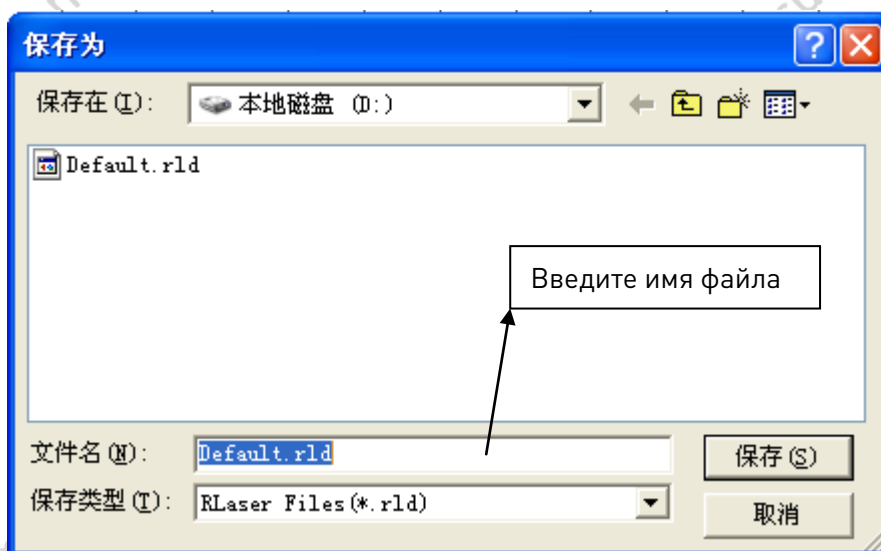 保存为
保存在(I): 本地磁盘 (D:)
Default.rld
Введите имя файла
文件名(N): Default.rld 保存(S)
保存类型(T): RLaser Files(*.rld) 取消